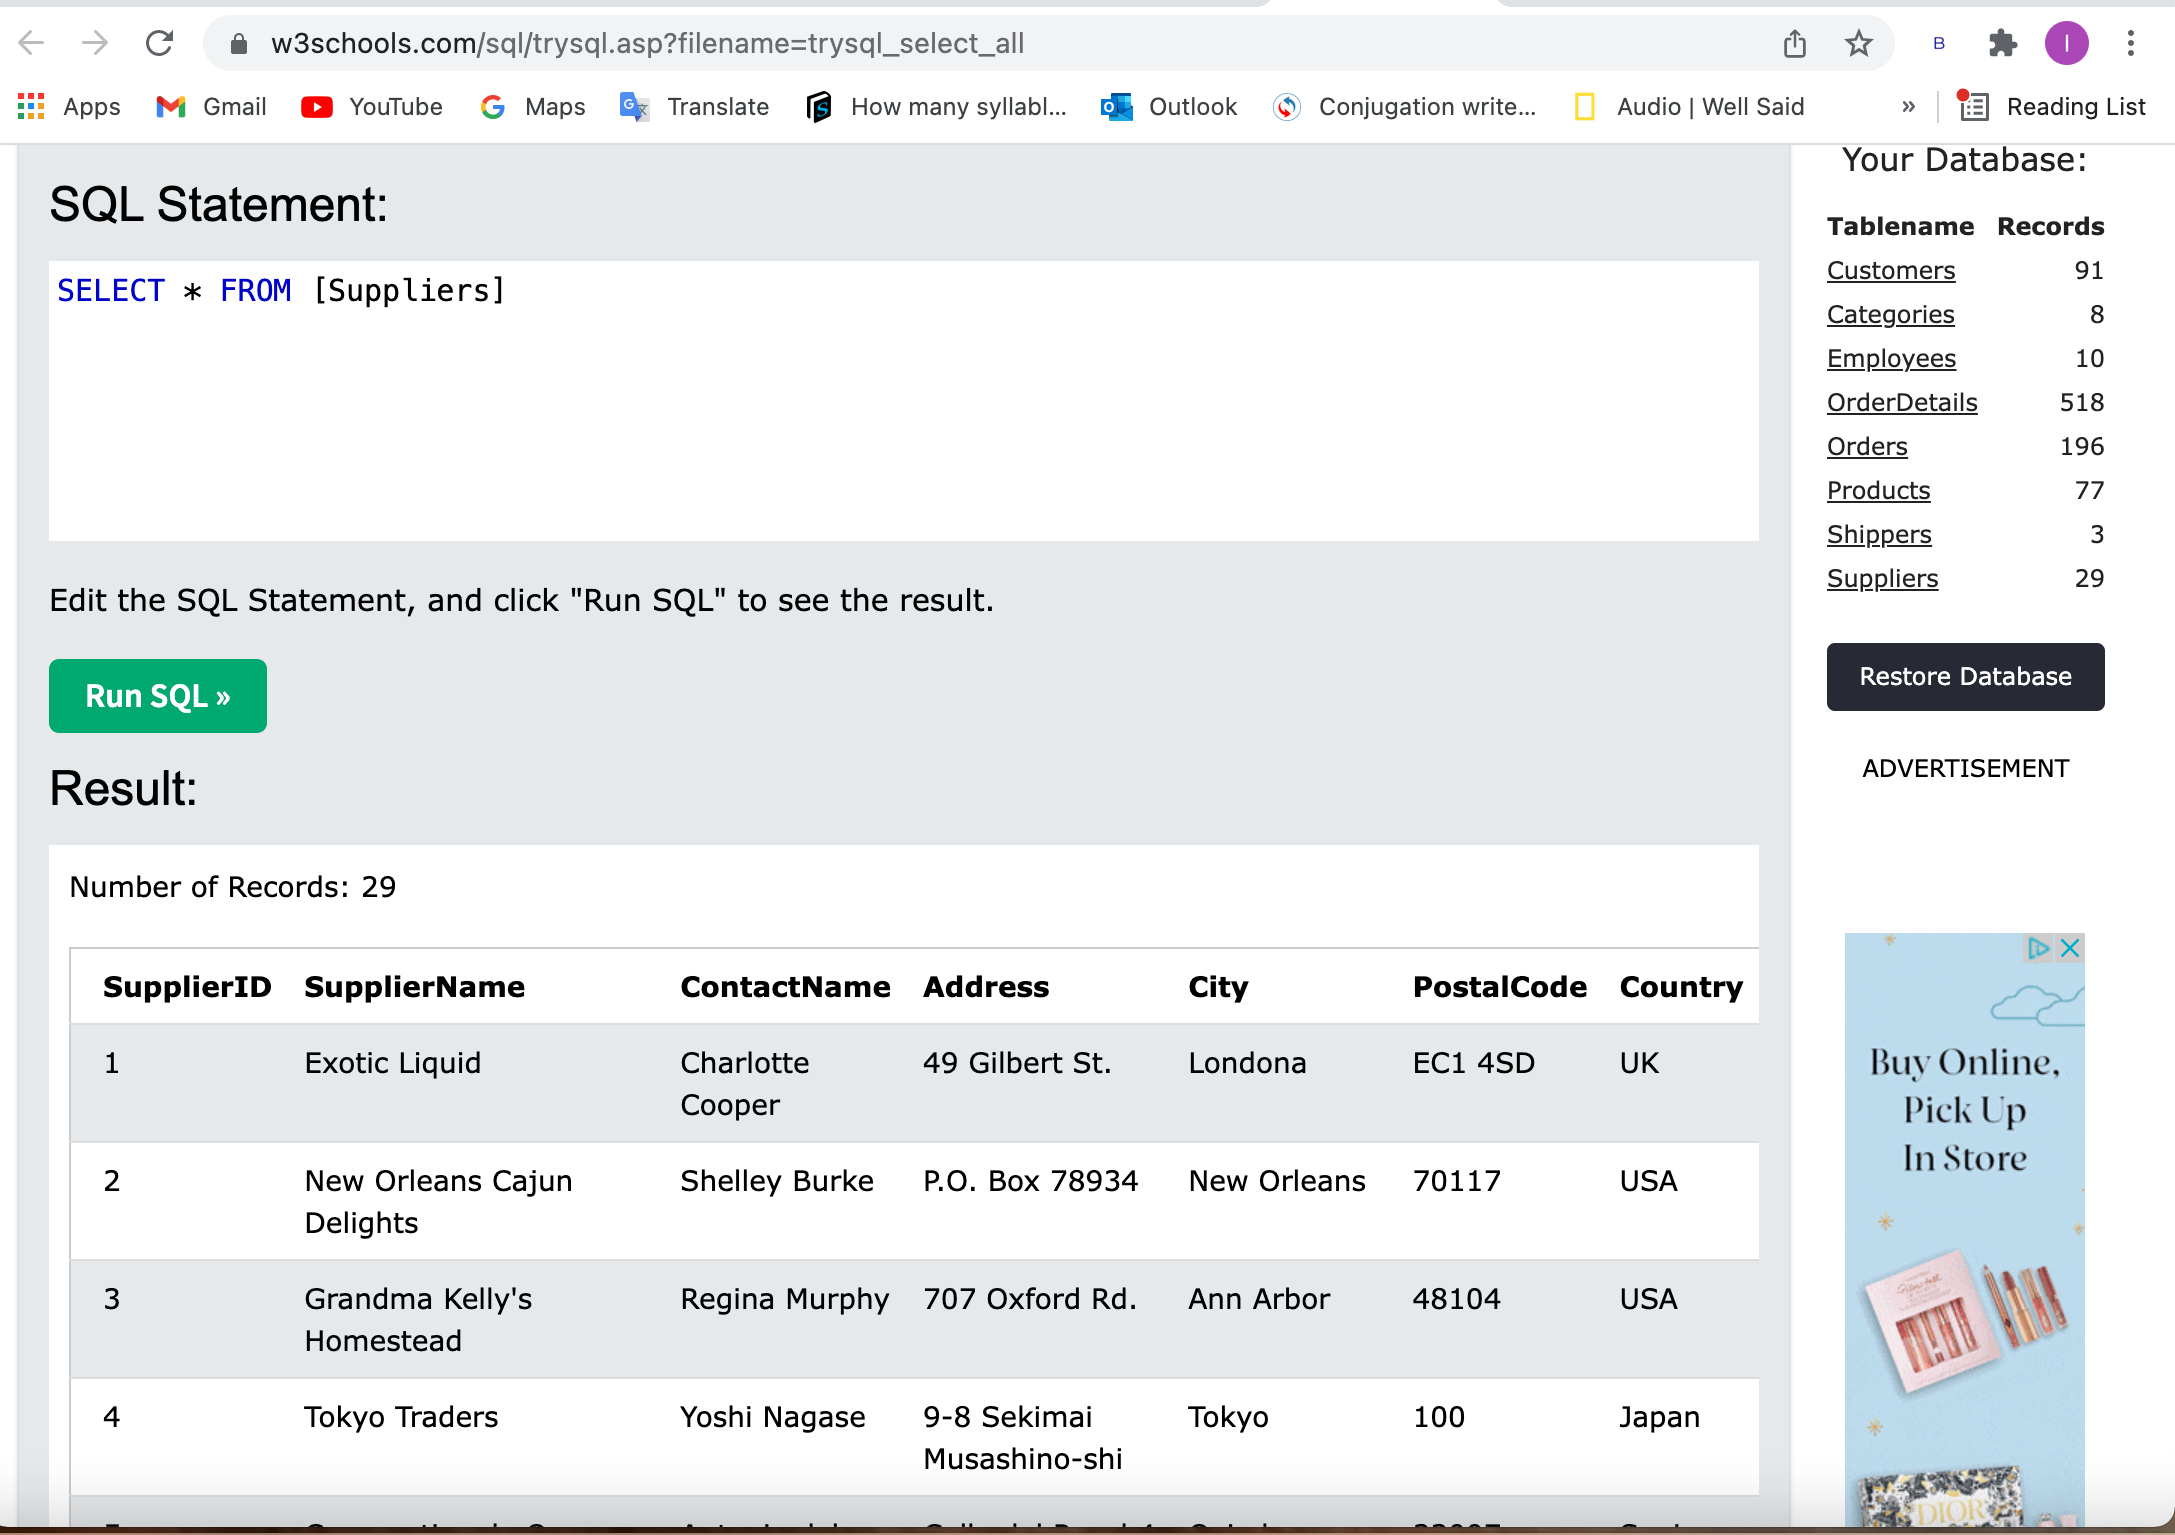 w3schools.com/sql/trysql.asp?filename=trysql_select_all
B
I
Apps
Gmail
YouTube
Maps
Translate
How many syllabl...
Outlook
Conjugation write...
Audio | Well Said
»
Reading List
SQL Statement:
SELECT * FROM [Suppliers]
Edit the SQL Statement, and click "Run SQL" to see the result.
Run SQL »
Result:
Number of Records: 29
SupplierID SupplierName ContactName Address City PostalCode Country
1 Exotic Liquid Charlotte Cooper 49 Gilbert St. Londona EC1 4SD UK
2 New Orleans Cajun Delights Shelley Burke P.O. Box 78934 New Orleans 70117 USA
3 Grandma Kelly's Homestead Regina Murphy 707 Oxford Rd. Ann Arbor 48104 USA
4 Tokyo Traders Yoshi Nagase 9-8 Sekimai Musashino-shi Tokyo 100 Japan
Your Database:
Tablename Records
Customers 91
Categories 8
Employees 10
OrderDetails 518
Orders 196
Products 77
Shippers 3
Suppliers 29
Restore Database
ADVERTISEMENT
Buy Online,
Pick Up
In Store
DIOR